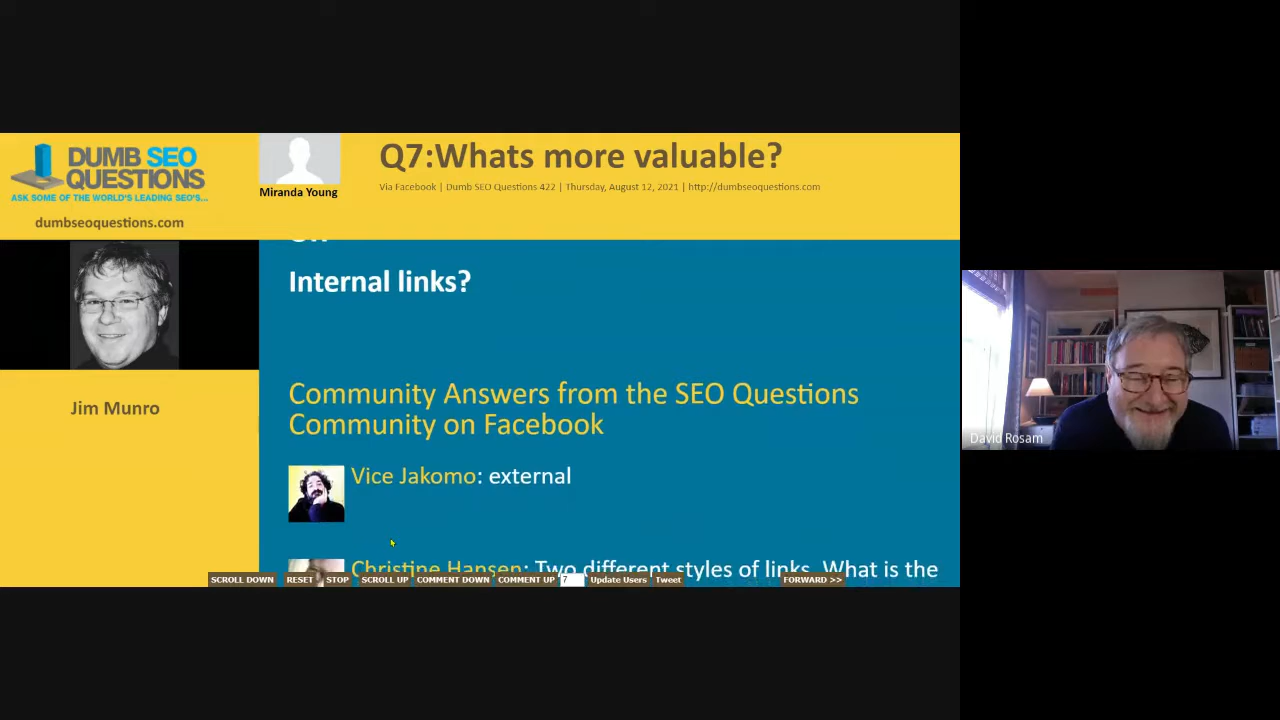 DUMB SEO
QUESTIONS
ASK SOME OF THE WORLD'S LEADING SEO'S...
dumbseoquestions.com
Miranda Young
Q7:Whats more valuable?
Via Facebook | Dumb SEO Questions 422 | Thursday, August 12, 2021 | http://dumbseoquestions.com
Jim Munro
Internal links?
Community Answers from the SEO Questions
Community on Facebook
Vice Jakomo: external
Christine Hansen: Two different styles of links. What is the
SCROLL DOWN RESET STOP SCROLL UP COMMENT DOWN COMMENT UP 7 Update Users Tweet FORWARD >>
David Rosam